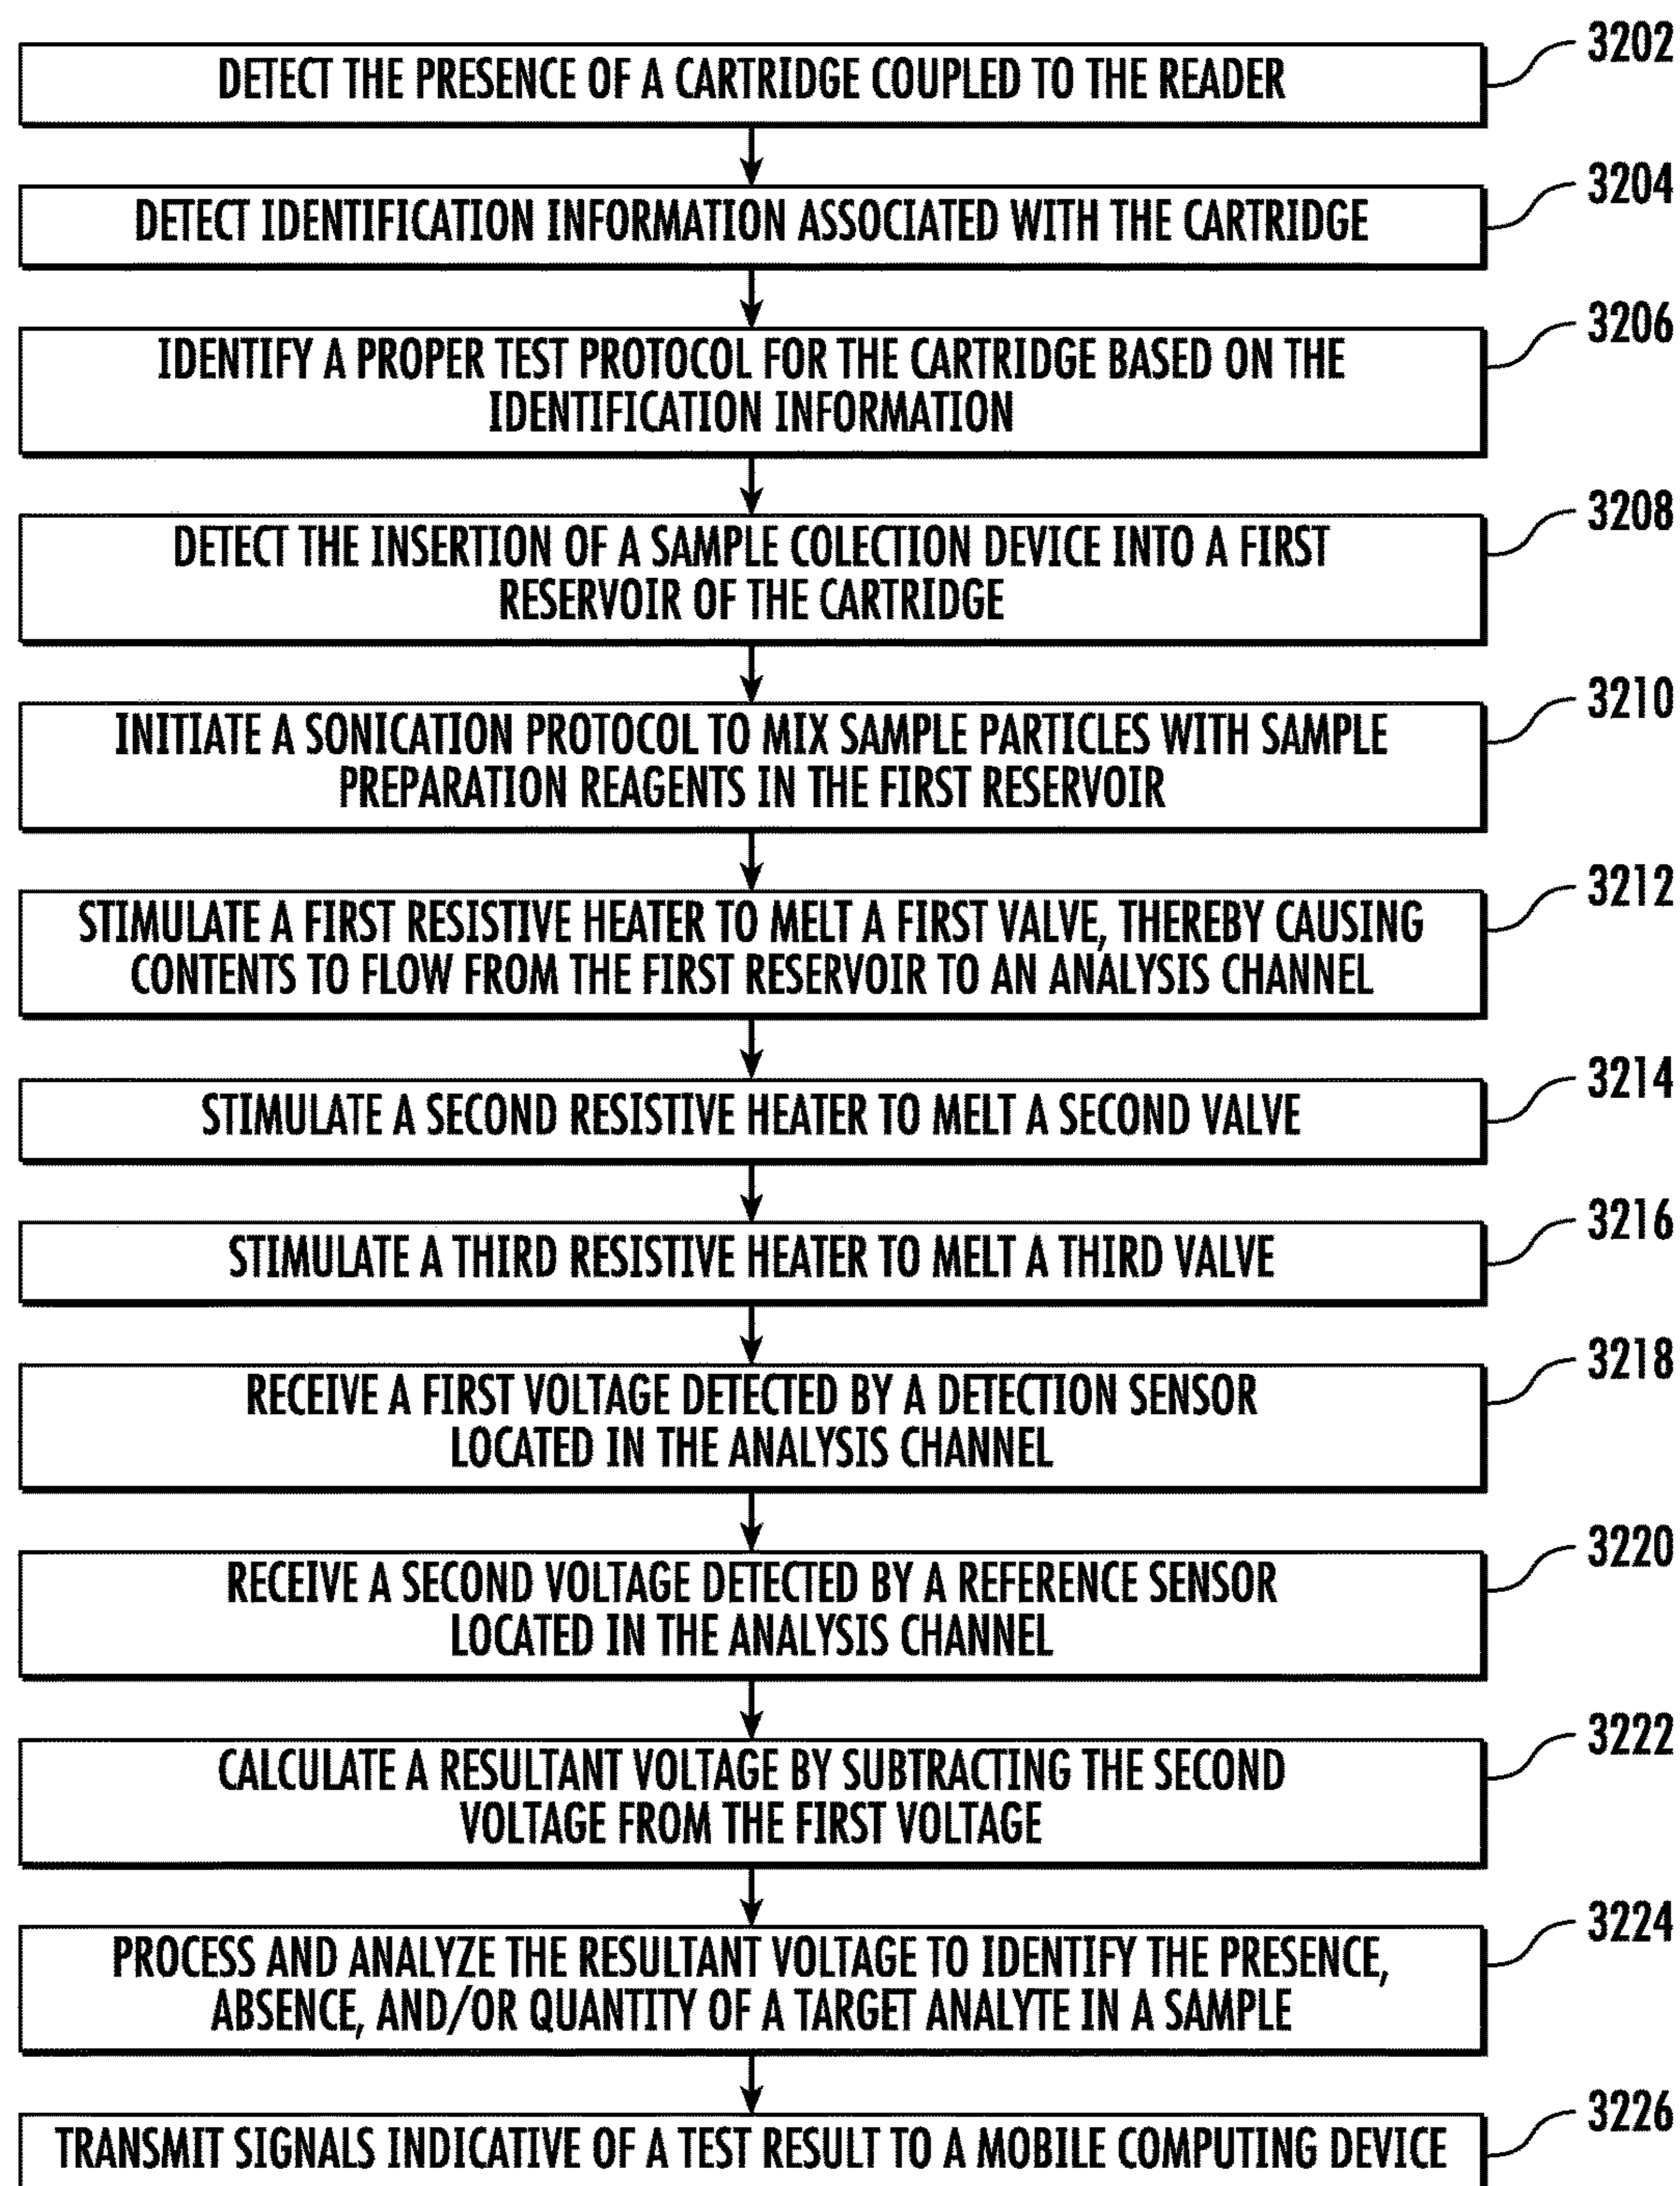 3202
DETECT THE PRESENCE OF A CARTRIDGE COUPLED TO THE READER
3204
DETECT IDENTIFICATION INFORMATION ASSOCIATED WITH THE CARTRIDGE
3206
IDENTIFY A PROPER TEST PROTOCOL FOR THE CARTRIDGE BASED ON THE
IDENTIFICATION INFORMATION
3208
DETECT THE INSERTION OF A SAMPLE COLECTION DEVICE INTO A FIRST
RESERVOIR OF THE CARTRIDGE
3210
INITIATE A SONICATION PROTOCOL TO MIX SAMPLE PARTICLES WITH SAMPLE
PREPARATION REAGENTS IN THE FIRST RESERVOIR
3212
STIMULATE A FIRST RESISTIVE HEATER TO MELT A FIRST VALVE, THEREBY CAUSING
CONTENTS TO FLOW FROM THE FIRST RESERVOIR TO AN ANALYSIS CHANNEL
3214
STIMULATE A SECOND RESISTIVE HEATER TO MELT A SECOND VALVE
3216
STIMULATE A THIRD RESISTIVE HEATER TO MELT A THIRD VALVE
3218
RECEIVE A FIRST VOLTAGE DETECTED BY A DETECTION SENSOR
LOCATED IN THE ANALYSIS CHANNEL
3220
RECEIVE A SECOND VOLTAGE DETECTED BY A REFERENCE SENSOR
LOCATED IN THE ANALYSIS CHANNEL
3222
CALCULATE A RESULTANT VOLTAGE BY SUBTRACTING THE SECOND
VOLTAGE FROM THE FIRST VOLTAGE
3224
PROCESS AND ANALYZE THE RESULTANT VOLTAGE TO IDENTIFY THE PRESENCE,
ABSENCE, AND/OR QUANTITY OF A TARGET ANALYTE IN A SAMPLE
3226
TRANSMIT SIGNALS INDICATIVE OF A TEST RESULT TO A MOBILE COMPUTING DEVICE